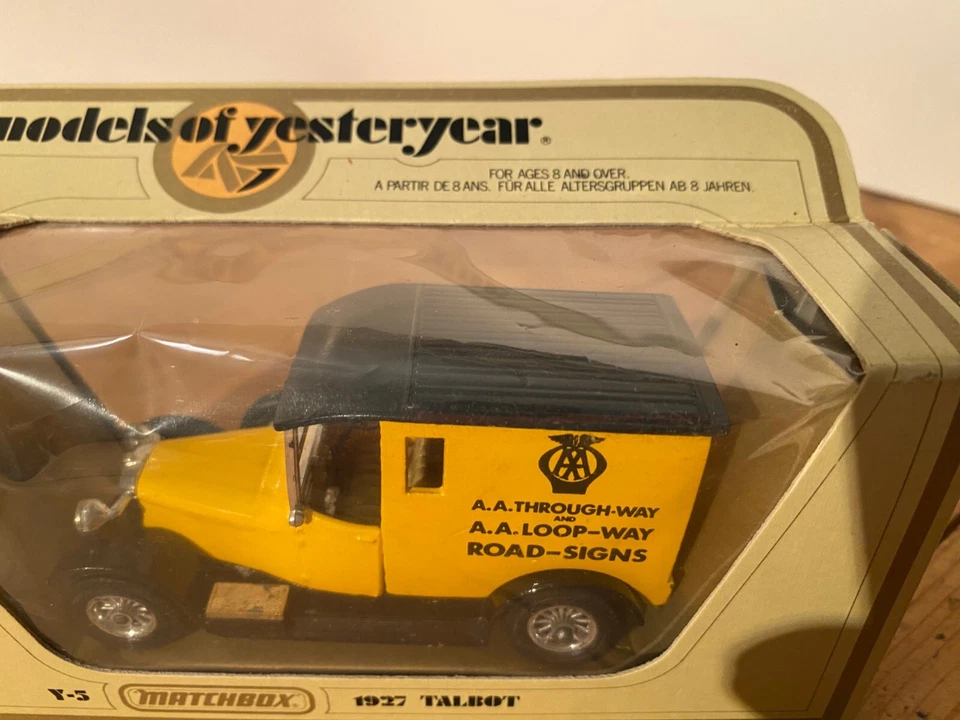 models of yesteryear®
FOR AGES 8 AND OVER.
A PARTIR DE 8 ANS. FÜR ALLE ALTERSGRUPPEN AB 8 JAHREN.
AA
A.A. THROUGH-WAY
AND
A.A. LOOP-WAY
ROAD-SIGNS
Y-5 MATCHBOX 1927 TALBOT